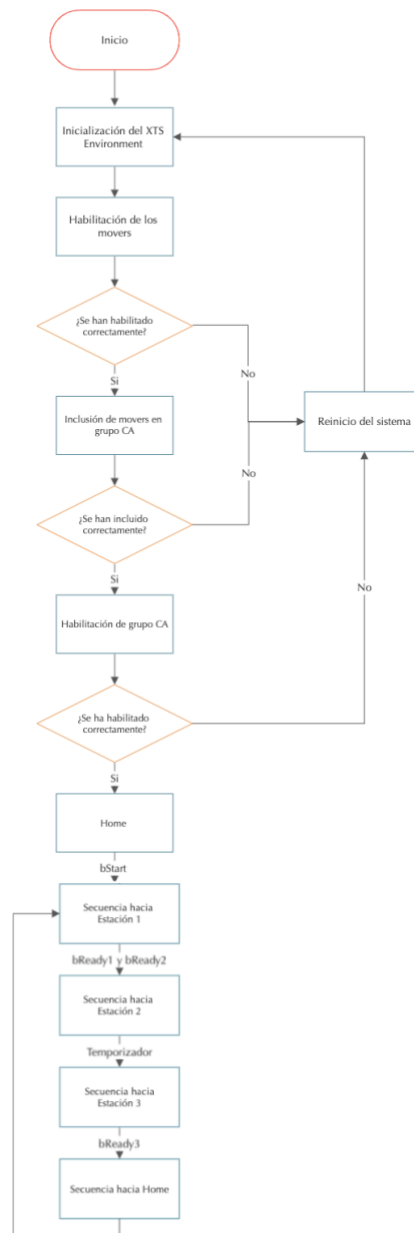 Inicio
Inicialización del XTS
Environment
Habilitación de los
movers
¿Se han habilitado
correctamente?
No
Si
Inclusión de movers en
grupo CA
Reinicio del sistema
No
¿Se han incluido
correctamente?
Si
No
Habilitación de grupo CA
¿Se ha habilitado
correctamente?
Si
Home
bStart
Secuencia hacia
Estación 1
bReady1 y bReady2
Secuencia hacia
Estación 2
Temporizador
Secuencia hacia
Estación 3
bReady3
Secuencia hacia Home